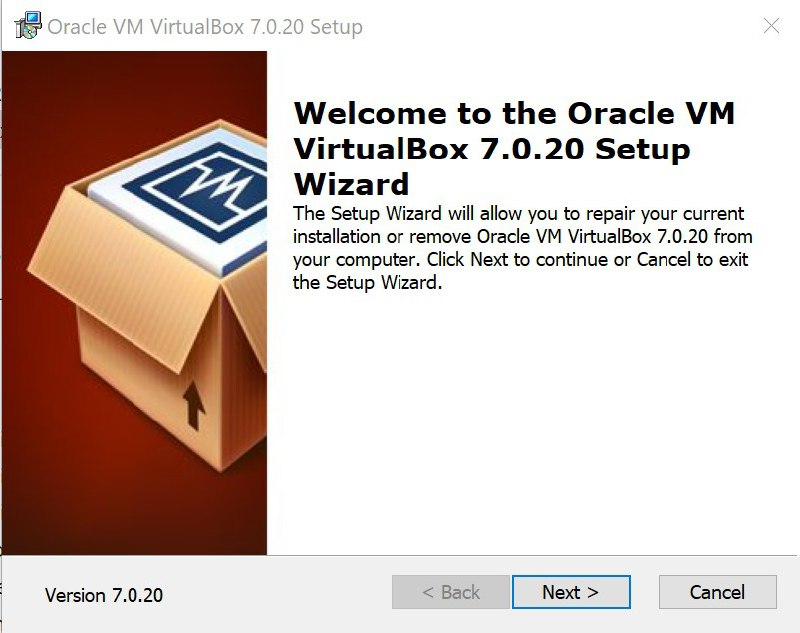 Oracle VM VirtualBox 7.0.20 Setup
Welcome to the Oracle VM
VirtualBox 7.0.20 Setup
Wizard
The Setup Wizard will allow you to repair your current
installation or remove Oracle VM VirtualBox 7.0.20 from
your computer. Click Next to continue or Cancel to exit
the Setup Wizard.
Version 7.0.20
< Back
Next >
Cancel